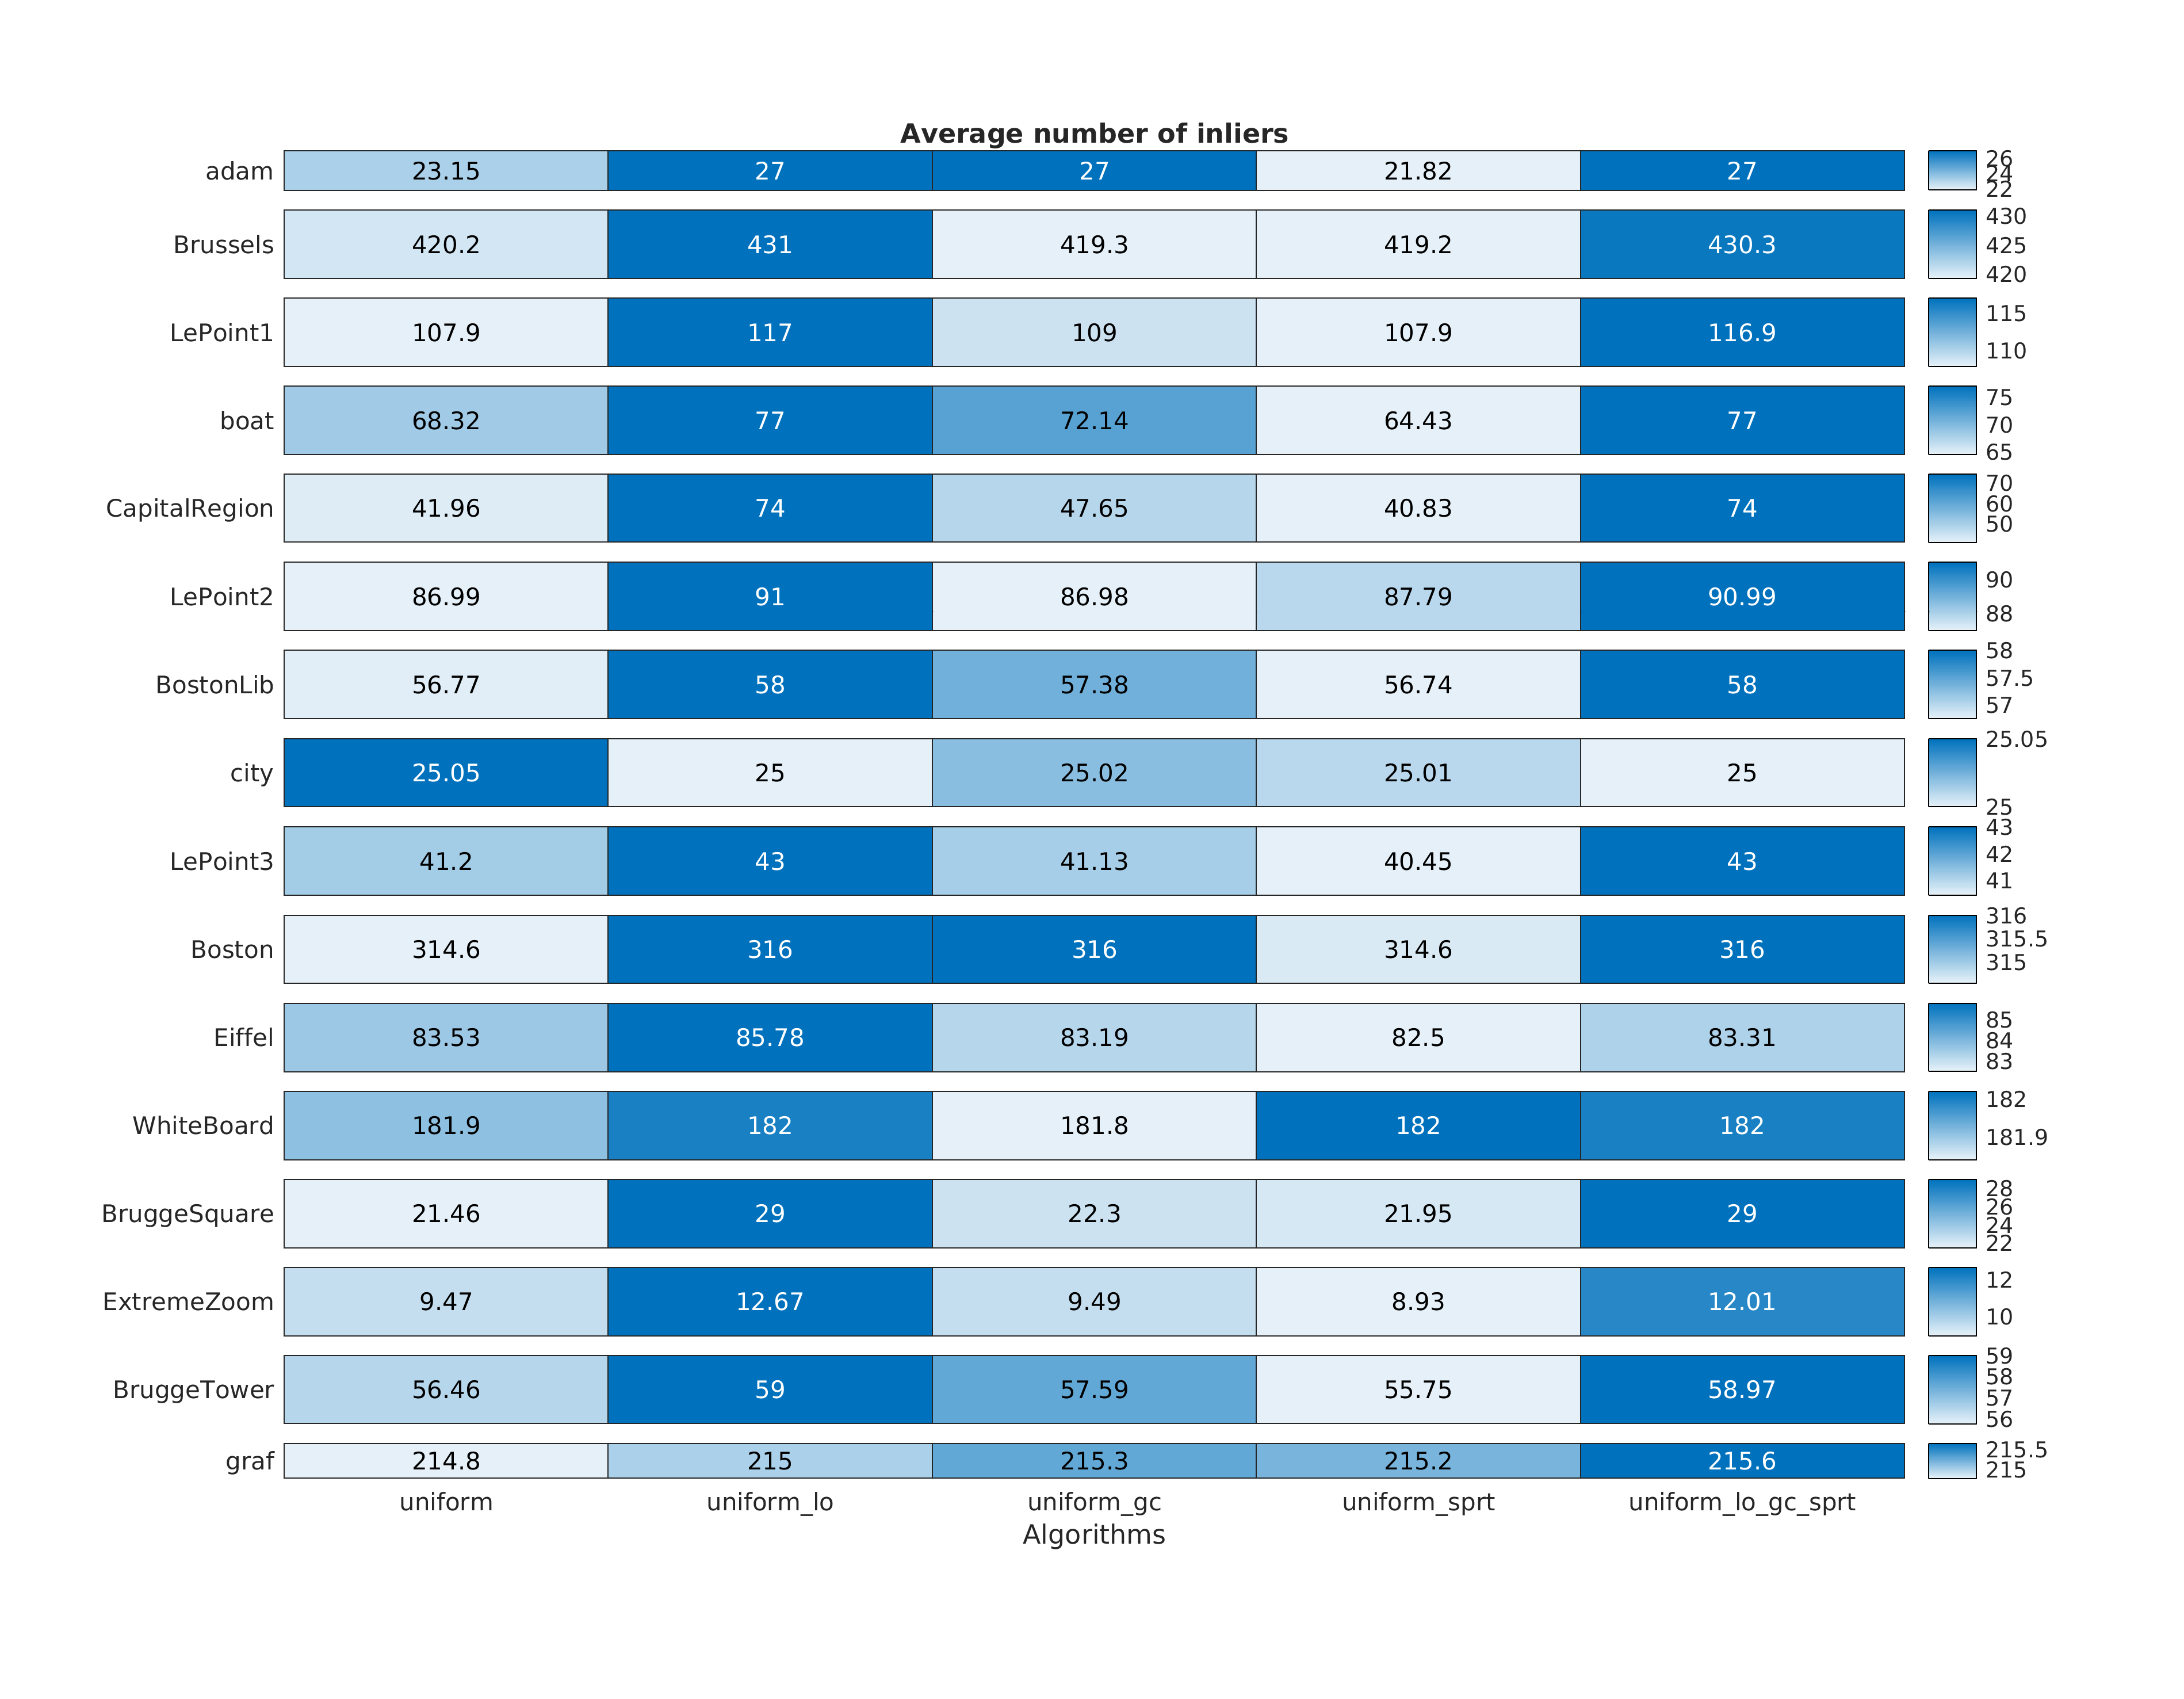 Average number of inliers
adam 23.15 27 27 21.82 27 26 24 22
Brussels 420.2 431 419.3 419.2 430.3 430 425 420
LePoint1 107.9 117 109 107.9 116.9 115 110
boat 68.32 77 72.14 64.43 77 75 70 65
CapitalRegion 41.96 74 47.65 40.83 74 70 60 50
LePoint2 86.99 91 86.98 87.79 90.99 90 88
BostonLib 56.77 58 57.38 56.74 58 58 57.5 57
city 25.05 25 25.02 25.01 25 25.05 25
LePoint3 41.2 43 41.13 40.45 43 43 42 41
Boston 314.6 316 316 314.6 316 316 315.5 315
Eiffel 83.53 85.78 83.19 82.5 83.31 85 84 83
WhiteBoard 181.9 182 181.8 182 182 182 181.9
BruggeSquare 21.46 29 22.3 21.95 29 28 26 24 22
ExtremeZoom 9.47 12.67 9.49 8.93 12.01 12 10
BruggeTower 56.46 59 57.59 55.75 58.97 59 58 57 56
graf 214.8 215 215.3 215.2 215.6 215.5 215
uniform uniform_lo uniform_gc uniform_sprt uniform_lo_gc_sprt
Algorithms